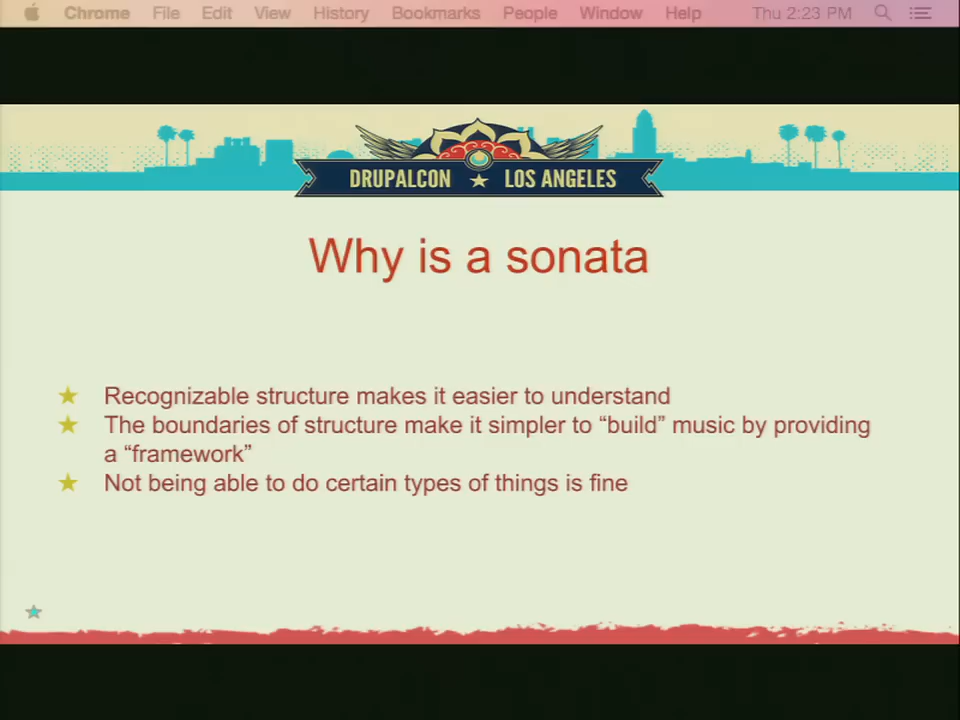 Chrome File Edit View History Bookmarks People Window Help Thu 2:23 PM
DRUPALCON ★ LOS ANGELES
Why is a sonata
★ Recognizable structure makes it easier to understand
★ The boundaries of structure make it simpler to “build” music by providing
a “framework”
★ Not being able to do certain types of things is fine